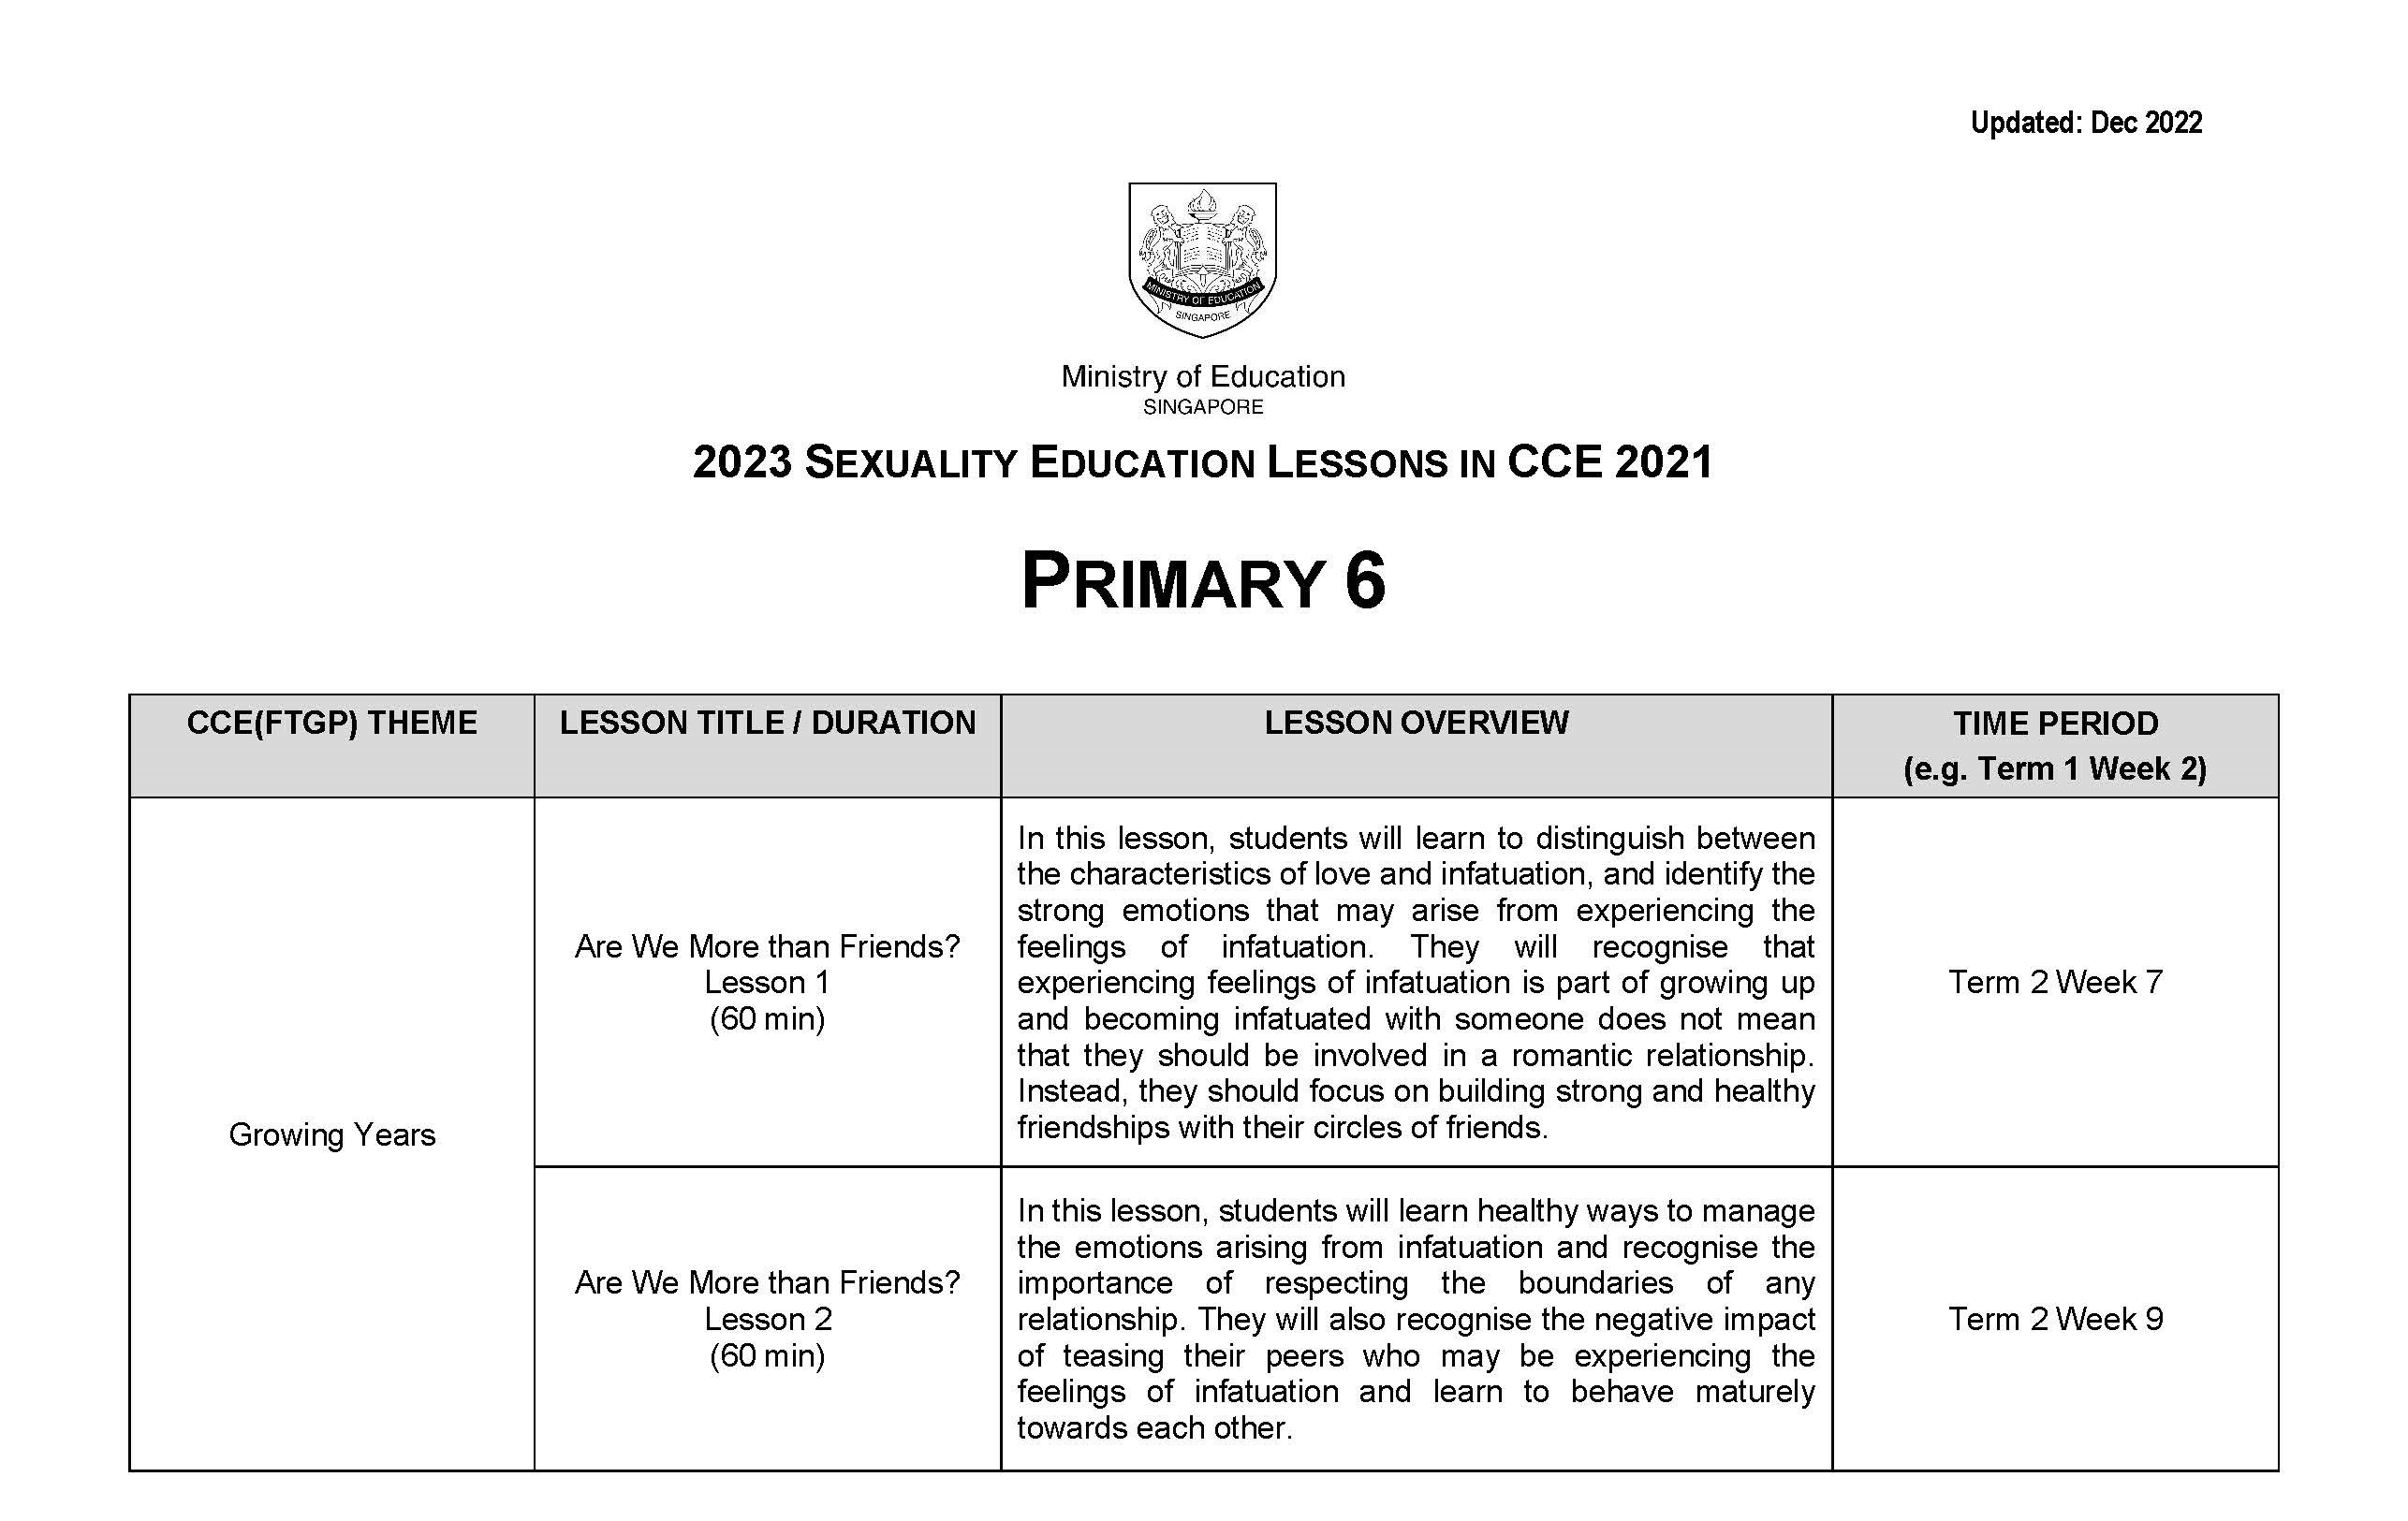 Updated: Dec 2022
MINISTRY OF EDUCATION
SINGAPORE
Ministry of Education
SINGAPORE
2023 SEXUALITY EDUCATION LESSONS IN CCE 2021
PRIMARY 6
CCE(FTGP) THEME
LESSON TITLE / DURATION
LESSON OVERVIEW
TIME PERIOD
(e.g. Term 1 Week 2)
Growing Years
Are We More than Friends?
Lesson 1
(60 min)
In this lesson, students will learn to distinguish between
the characteristics of love and infatuation, and identify the
strong emotions that may arise from experiencing the
feelings of infatuation. They will recognise that
experiencing feelings of infatuation is part of growing up
and becoming infatuated with someone does not mean
that they should be involved in a romantic relationship.
Instead, they should focus on building strong and healthy
friendships with their circles of friends.
Term 2 Week 7
Are We More than Friends?
Lesson 2
(60 min)
In this lesson, students will learn healthy ways to manage
the emotions arising from infatuation and recognise the
importance of respecting the boundaries of any
relationship. They will also recognise the negative impact
of teasing their peers who may be experiencing the
feelings of infatuation and learn to behave maturely
towards each other.
Term 2 Week 9